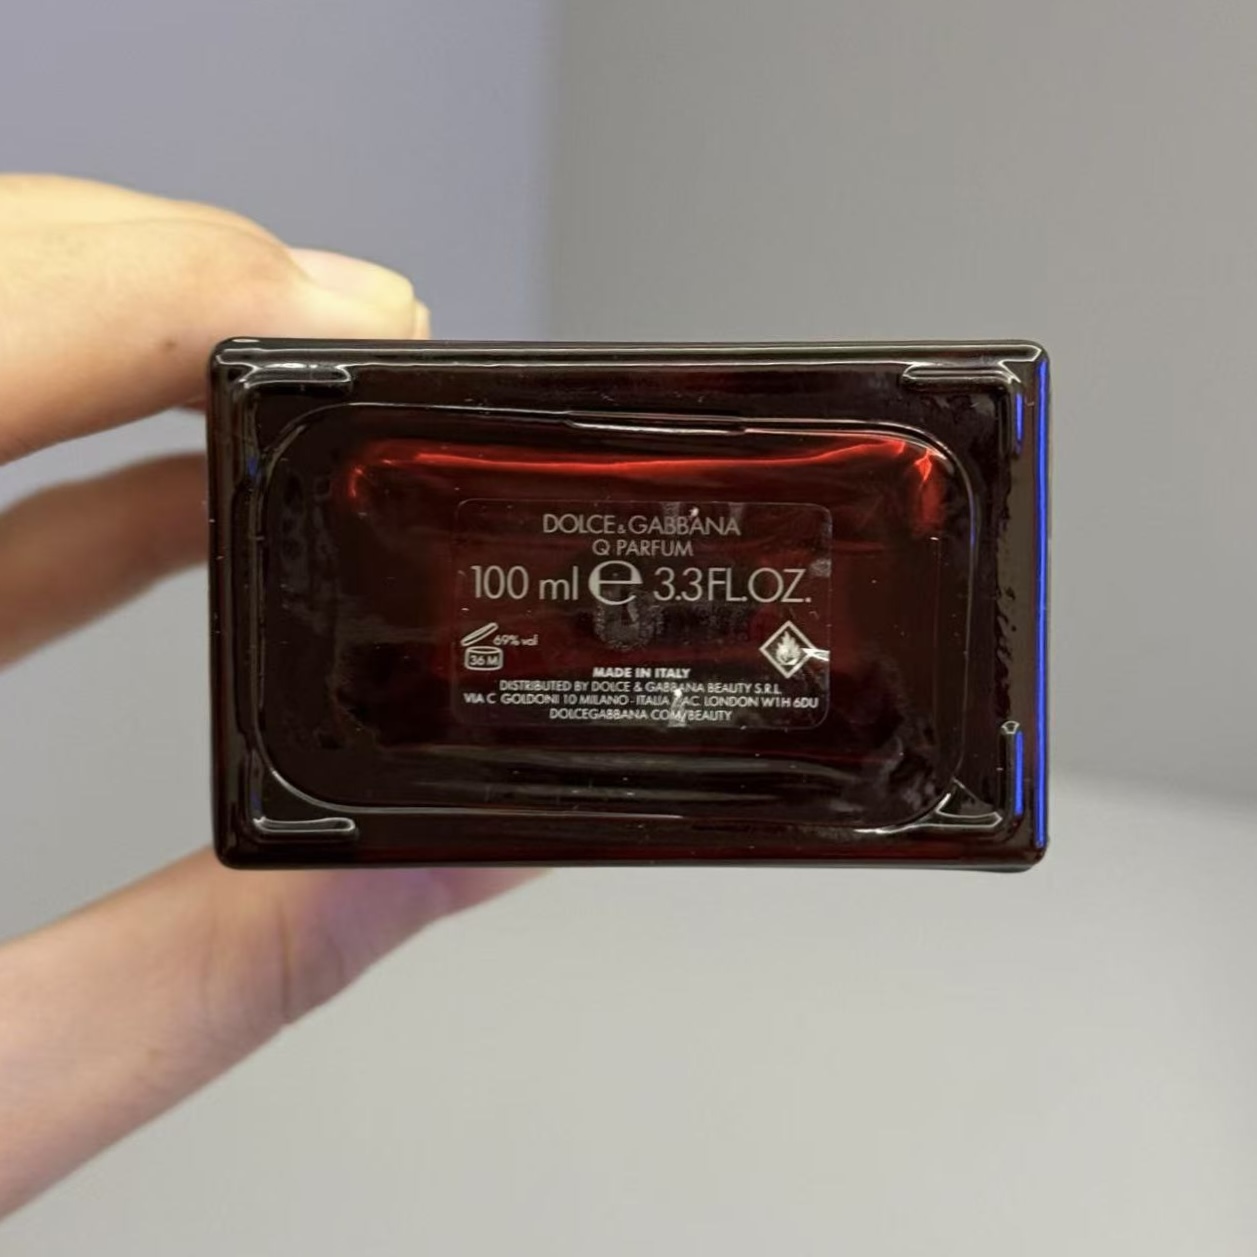 DOLCE & GABBANA
Q PARFUM
100 ml ℮ 3.3FL.OZ.
69% vol
36 M
MADE IN ITALY
DISTRIBUTED BY DOLCE & GABBANA BEAUTY S.R.L.
VIA C GOLDONI 10 MILANO - ITALIA / AC. LONDON W1H 6DU
DOLCEGABBANA.COM/BEAUTY